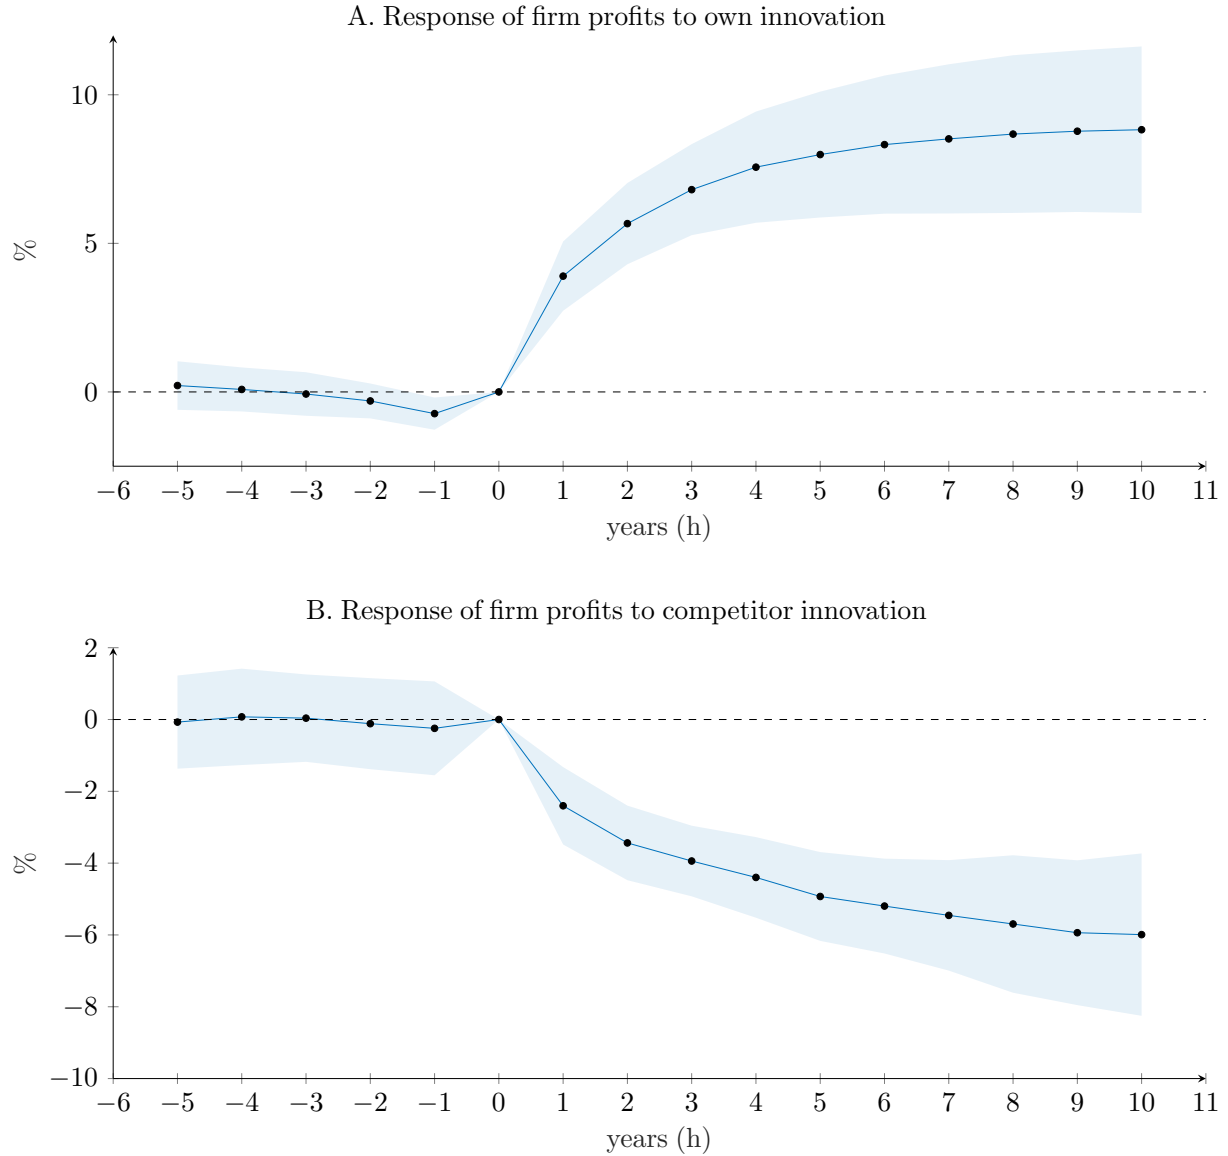 A. Response of firm profits to own innovation
10
5
0
%
−6 −5 −4 −3 −2 −1 0 1 2 3 4 5 6 7 8 9 10 11
years (h)
B. Response of firm profits to competitor innovation
2
0
−2
−4
−6
−8
−10
%
−6 −5 −4 −3 −2 −1 0 1 2 3 4 5 6 7 8 9 10 11
years (h)